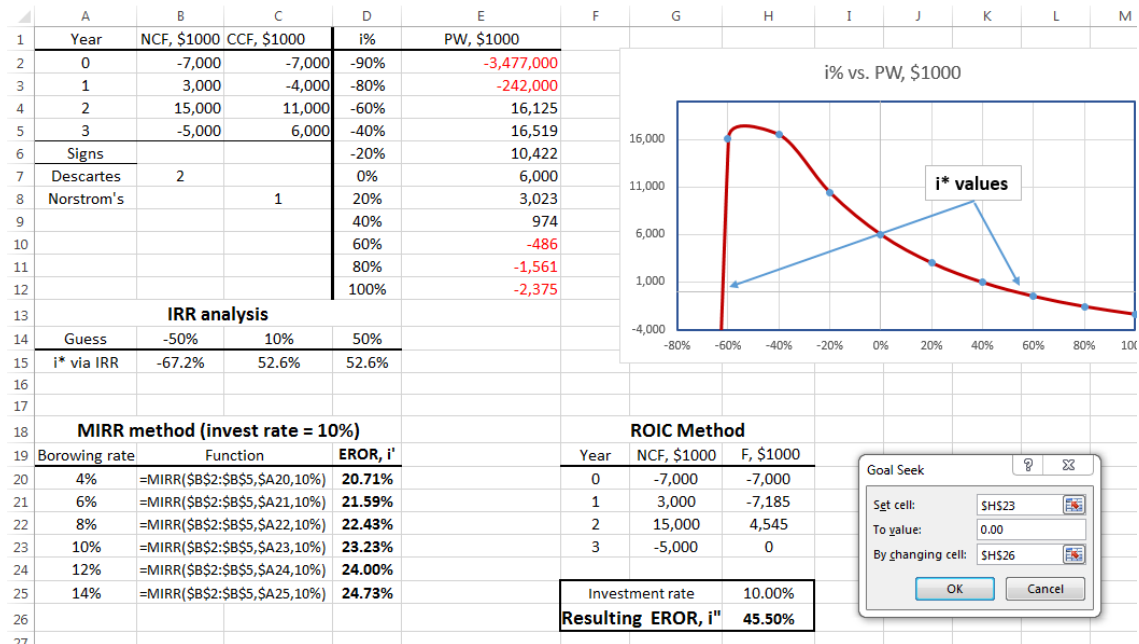 A B C D E F G H I J K L M
1 Year NCF, $1000 CCF, $1000 i% PW, $1000
2 0 -7,000 -7,000 -90% -3,477,000
3 1 3,000 -4,000 -80% -242,000
4 2 15,000 11,000 -60% 16,125
5 3 -5,000 6,000 -40% 16,519
6 Signs -20% 10,422
7 Descartes 2 0% 6,000
8 Norstrom's 1 20% 3,023
9 40% 974
10 60% -486
11 80% -1,561
12 100% -2,375
i% vs. PW, $1000
16,000
11,000
6,000
1,000
-4,000
i* values
-80% -60% -40% -20% 0% 20% 40% 60% 80% 100
13 IRR analysis
14 Guess -50% 10% 50%
15 i* via IRR -67.2% 52.6% 52.6%
16
17
18 MIRR method (invest rate = 10%) ROIC Method
19 Borowing rate Function EROR, i' Year NCF, $1000 F, $1000
20 4% =MIRR($B$2:$B$5,$A20,10%) 20.71% 0 -7,000 -7,000
21 6% =MIRR($B$2:$B$5,$A21,10%) 21.59% 1 3,000 -7,185
22 8% =MIRR($B$2:$B$5,$A22,10%) 22.43% 2 15,000 4,545
23 10% =MIRR($B$2:$B$5,$A23,10%) 23.23% 3 -5,000 0
24 12% =MIRR($B$2:$B$5,$A24,10%) 24.00%
25 14% =MIRR($B$2:$B$5,$A25,10%) 24.73% Investment rate 10.00%
26 Resulting EROR, i" 45.50%
27
Goal Seek ?
Set cell: $H$23
To value: 0.00
By changing cell: $H$26
OK Cancel